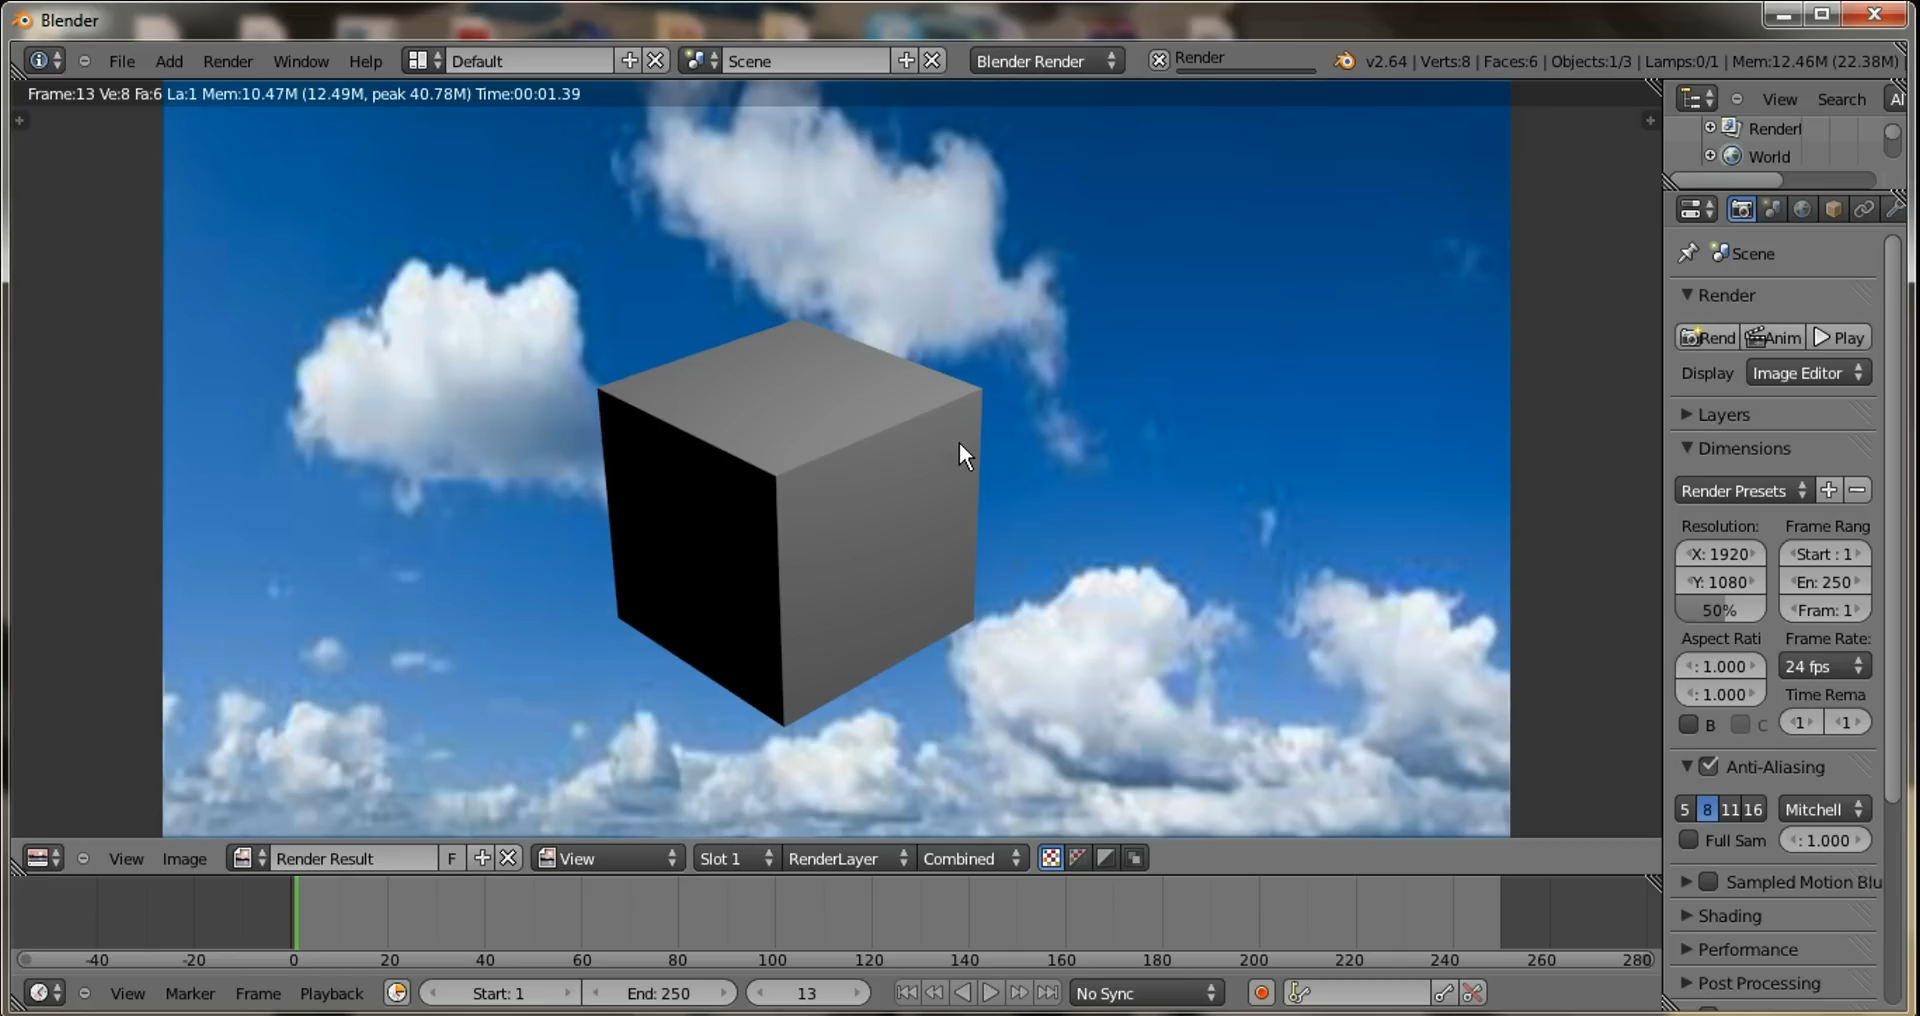 Blender
File Add Render Window Help Default Scene Blender Render Render v2.64 | Verts:8 | Faces:6 | Objects:1/3 | Lamps:0/1 | Mem:12.46M (22.38M)
Frame:13 Ve:8 Fa:6 La:1 Mem:10.47M (12.49M, peak 40.78M) Time:00:01.39
View Search Al
Renderl
World
Scene
Render
Rend Anim Play
Display Image Editor
Layers
Dimensions
Render Presets
Resolution: Frame Rang
X: 1920 Start : 1
Y: 1080 En: 250
50% Fram: 1
Aspect Rati Frame Rate:
: 1.000 24 fps
: 1.000 Time Rema
B C 1 1
Anti-Aliasing
5 8 11 16 Mitchell
Full Sam : 1.000
Sampled Motion Blu
Shading
Performance
Post Processing
View Image Render Result F View Slot 1 RenderLayer Combined
-40 -20 0 20 40 60 80 100 120 140 160 180 200 220 240 260 280
View Marker Frame Playback Start: 1 End: 250 13 No Sync